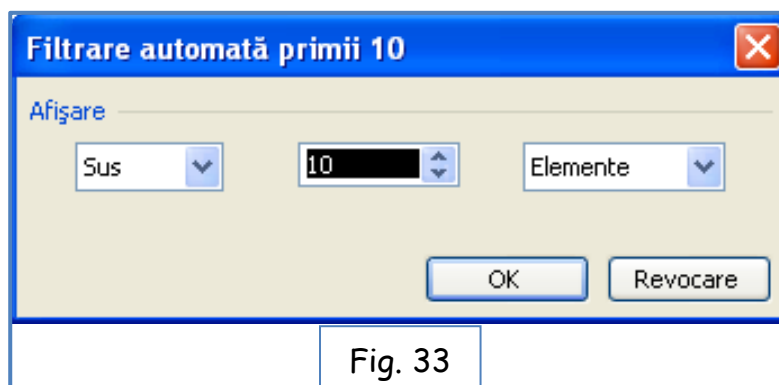 Filtrare automată primii 10
Afişare
Sus 10 Elemente
OK Revocare
Fig. 33